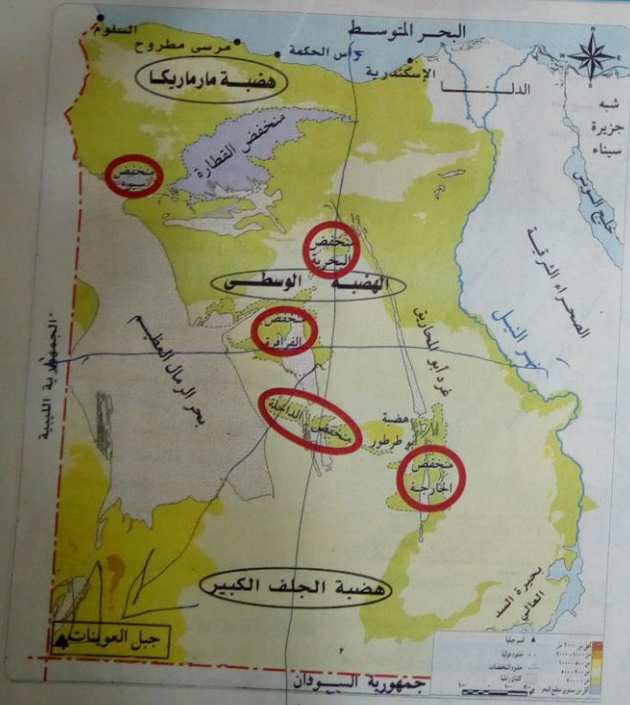 السلوم
البحر المتوسط
مرسى مطروح
رأس الحكمة
الإسكندرية
الدلتا
شبه
جزيرة
سيناء
هضبة مارماريكا
منخفض القطارة
منخفض
سيوة
خليج السويس
منخفض
البحرية
الصحراء الشرقية
الهضبة الوسطى
نهر النيل
منخفض
الفرافرة
غرد أبو المحاريق
بحر الرمال العظيم
الجمهورية الليبية
منخفض الداخلة
هضبة
أبو طرطور
منخفض
الخارجة
هضبة الجلف الكبير
بحيرة السد
العالي
جبل العوينات
جمهورية السودان
N